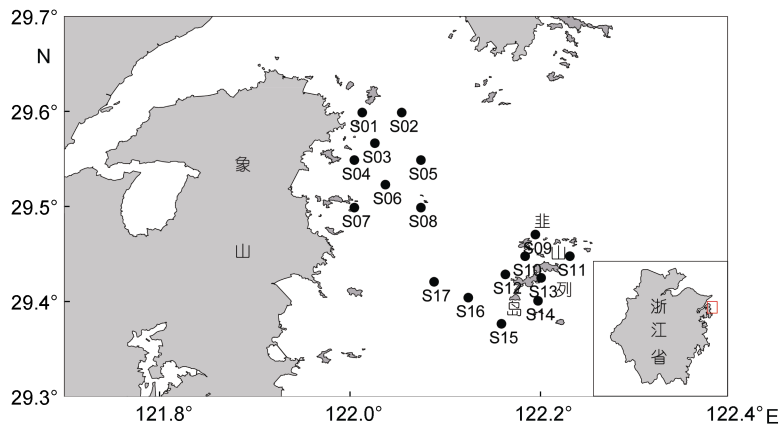 29.7°
N
29.6°
S01
S02
S03
象
S04
S05
S06
29.5°
S07
S08
韭
S09
山
山
S10
S11
S12
S13
列
浙
S17
S16
岛
S14
江
29.4°
S15
省
29.3°
121.8°
122.0°
122.2°
122.4°
E